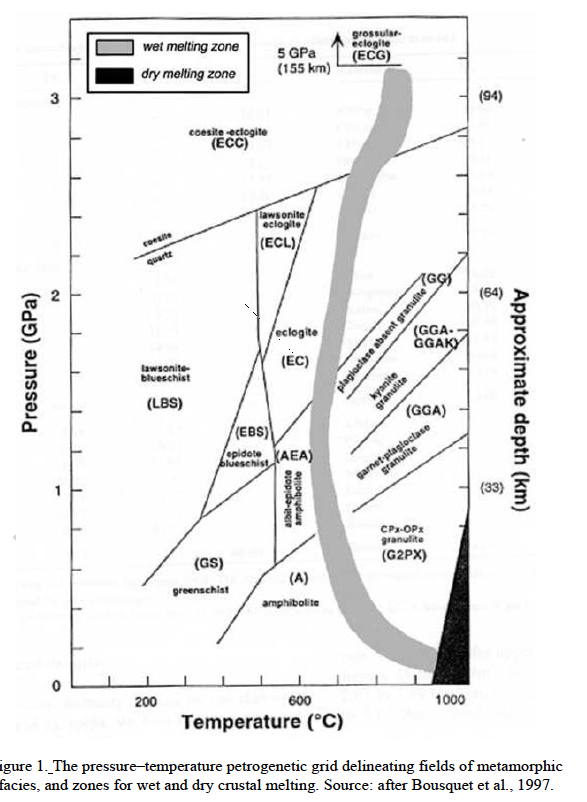 wet melting zone
dry melting zone
5 GPa
(155 km)
grossular-
eclogite
(ECG)
3
(94)
coesite-eclogite
(ECC)
coesite
quartz
lawsonite
eclogite
(ECL)
2
(64)
(GG)
plagioclase absent granulite
(GGA-
GGAK)
eclogite
(EC)
kyanite
granulite
lawsonite-
blueschist
(LBS)
(GGA)
(EBS)
epidote
blueschist
(AEA)
albit-epidote
amphibolite
garnet-plagioclase
granulite
1
(33)
CPx-OPx
granulite
(G2PX)
(GS)
greenschist
(A)
amphibolite
0
200
600
1000
Pressure (GPa)
Approximate depth (km)
Temperature (°C)
igure 1. The pressure–temperature petrogenetic grid delineating fields of metamorphic
facies, and zones for wet and dry crustal melting. Source: after Bousquet et al., 1997.